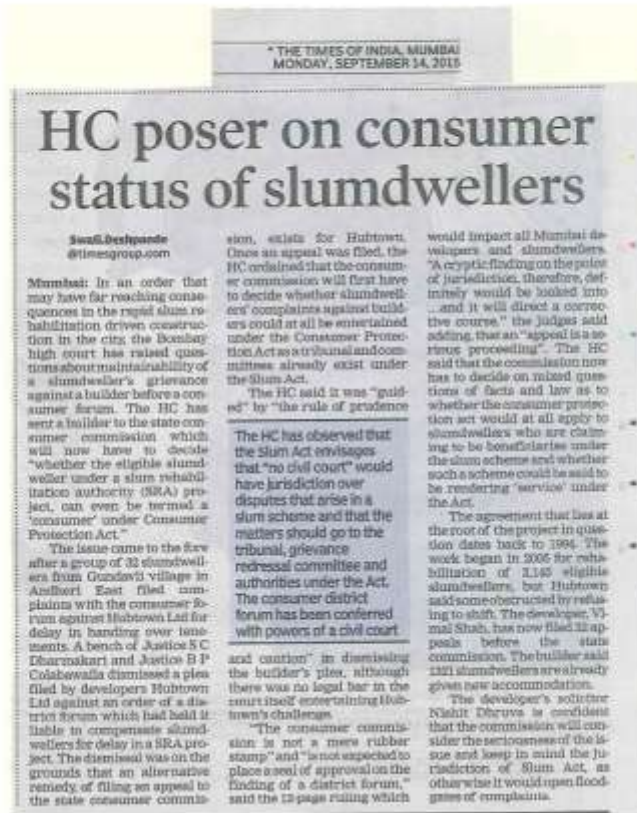 * THE TIMES OF INDIA, MUMBAI
MONDAY, SEPTEMBER 14, 2015
HC poser on consumer
status of slumdwellers
Swati.Deshpande
@timesgroup.com
Mumbai: In an order that
may have far reaching conse-
quences in the rapid slum re-
habilitation driven construc-
tion in the city, the Bombay
high court has raised ques-
tions about maintainability of
a slumdweller's grievance
against a builder before a con-
sumer forum. The HC has
sent a builder to the state con-
sumer commission which
will now have to decide
"whether the eligible slumd-
weller under a slum rehabil-
itation authority (SRA) pro-
ject, can even be termed a
'consumer' under Consumer
Protection Act."
The issue came to the fore
after a group of 32 slumdwell-
ers from Gundavli village in
Andheri East filed com-
plaints with the consumer fo-
rum against Hubtown Ltd for
delay in handing over tene-
ments. A bench of Justice S C
Dharmakari and Justice B P
Colabawalla dismissed a plea
filed by developers Hubtown
Ltd against an order of a dis-
trict forum which had held it
liable to compensate slumd-
wellers for delay in a SRA pro-
ject. The dismissal was on the
grounds that an alternative
remedy, of filing an appeal to
the state consumer commis-
sion, exists for Hubtown.
Once an appeal was filed, the
HC ordained that the consum-
er commission will first have
to decide whether slumdwell-
ers' complaints against build-
ers could at all be entertained
under the Consumer Protec-
tion Act as a tribunal and com-
mittees already exist under
the Slum Act.
The HC said it was "guid-
ed" by "the rule of prudence
The HC has observed that
the Slum Act envisages
that "no civil court" would
have jurisdiction over
disputes that arise in a
slum scheme and that the
matters should go to the
tribunal, grievance
redressal committee and
authorities under the Act.
The consumer district
forum has been conferred
with powers of a civil court
and caution" in dismissing
the builder's plea, although
there was no legal bar in the
court itself entertaining Hub-
town's challenge.
"The consumer commis-
sion is not a mere rubber
stamp" and "is not expected to
place a seal of approval on the
finding of a district forum,"
said the 12-page ruling which
would impact all Mumbai de-
velopers and slumdwellers.
"A cryptic finding on the point
of jurisdiction, therefore, def-
initely would be looked into
...and it will direct a correc-
tive course," the judges said
adding, that an "appeal is a se-
rious proceeding". The HC
said that the commission now
has to decide on mixed ques-
tions of facts and law as to
whether the consumer protec-
tion act would at all apply to
slumdwellers who are claim-
ing to be beneficiaries under
the slum scheme and whether
such a scheme could be said to
be rendering 'service' under
the Act.
The agreement that lies at
the root of the project in ques-
tion dates back to 1994. The
work began in 2005 for reha-
bilitation of 2,145 eligible
slumdwellers, but Hubtown
said some obstructed by refus-
ing to shift. The developer, Vi-
mal Shah, has now filed 32 ap-
peals before the state
commission. The builder said
1321 slumdwellers are already
given new accommodation.
The developer's solicitor
Nishit Dhruva is confident
that the commission will con-
sider the seriousness of the is-
sue and keep in mind the ju-
risdiction of Slum Act, as
otherwise it would open flood-
gates of complaints.